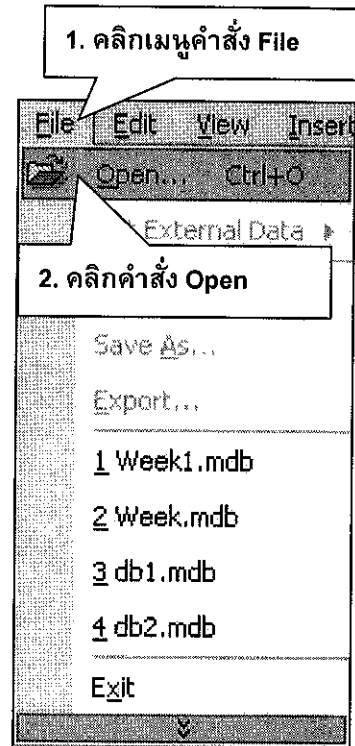 1. คลิกเมนูคำสั่ง File
File Edit View Insert
Open... Ctrl+O
External Data
2. คลิกคำสั่ง Open
Save As...
Export...
1 Week1.mdb
2 Week.mdb
3 db1.mdb
4 db2.mdb
Exit